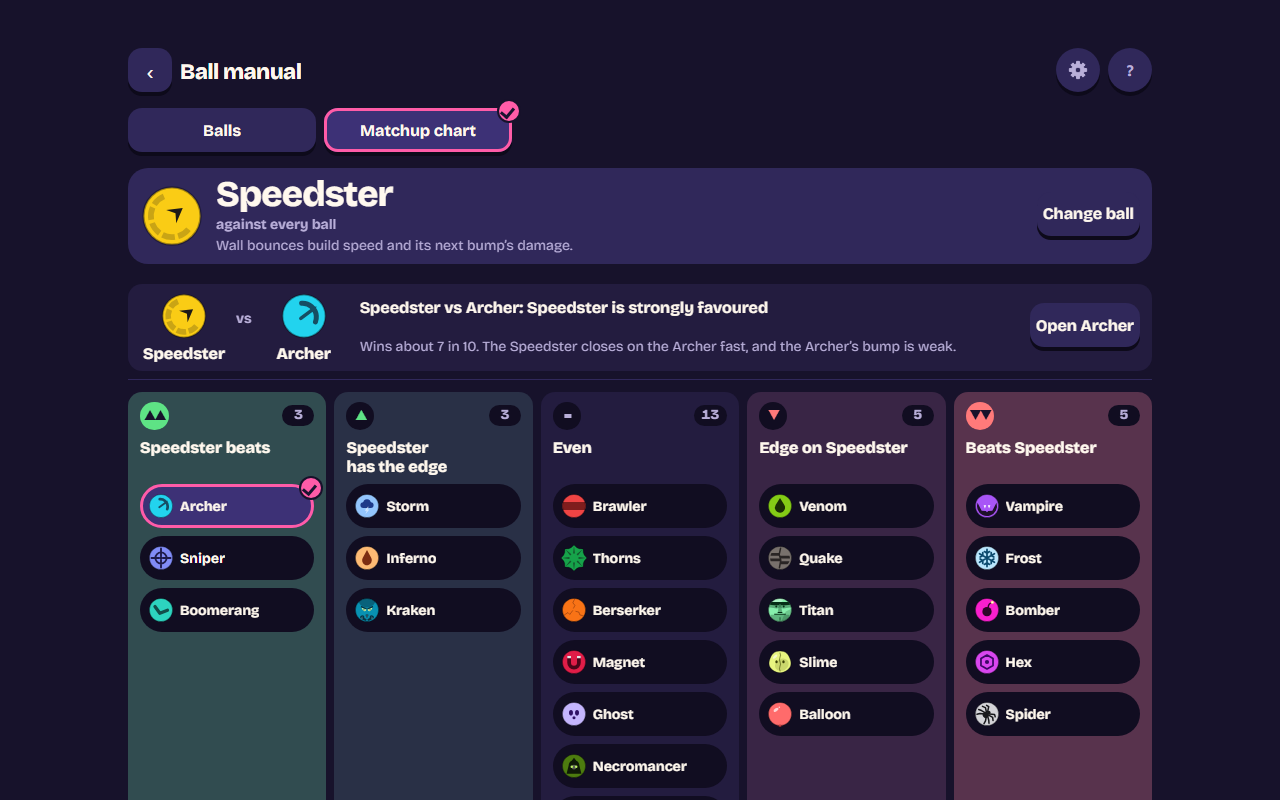 ‹ Ball manual ?
Balls
Matchup chart
Speedster
against every ball
Wall bounces build speed and its next bump's damage.
Change ball
vs
Speedster
Archer
Speedster vs Archer: Speedster is strongly favoured
Wins about 7 in 10. The Speedster closes on the Archer fast, and the Archer's bump is weak.
Open Archer
3
Speedster beats
Archer
Sniper
Boomerang
3
Speedster
has the edge
Storm
Inferno
Kraken
= 13
Even
Brawler
Thorns
Berserker
Magnet
Ghost
Necromancer
5
Edge on Speedster
Venom
Quake
Titan
Slime
Balloon
5
Beats Speedster
Vampire
Frost
Bomber
Hex
Spider